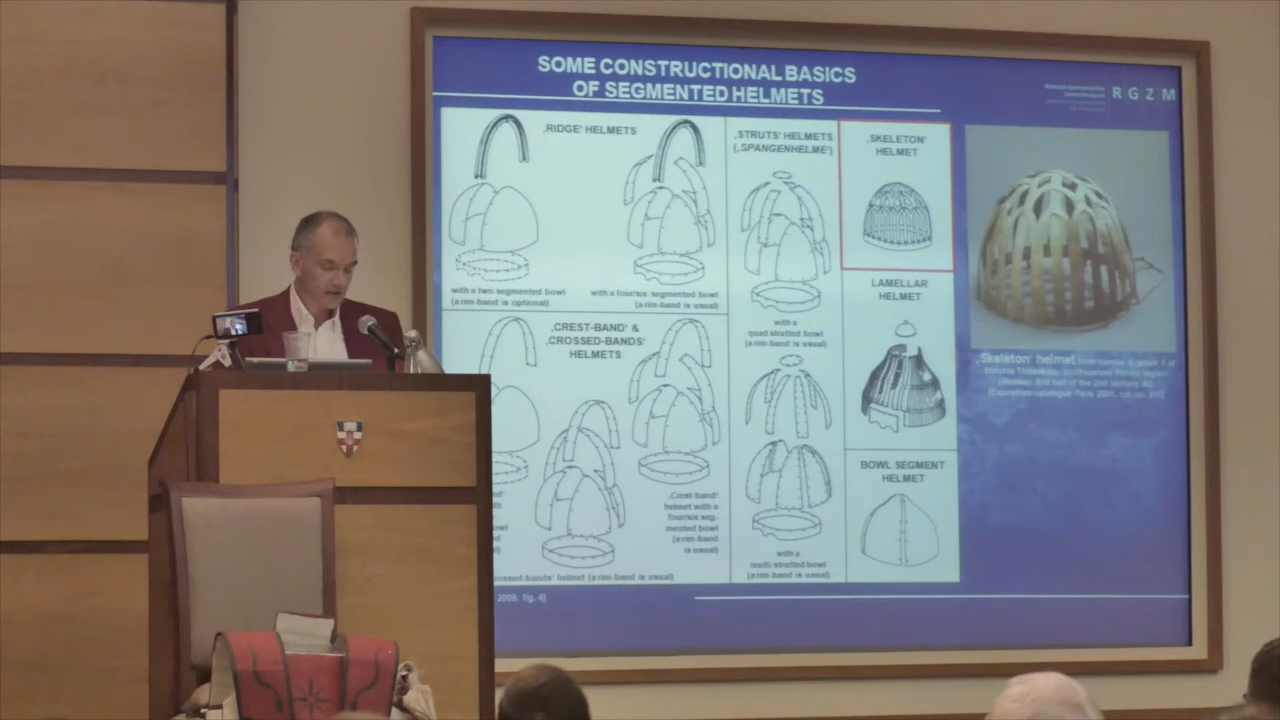 SOME CONSTRUCTIONAL BASICS
OF SEGMENTED HELMETS
R G Z M
‚RIDGE' HELMETS
with a two segmented bowl
(a rim-band is optional)
with a four/six segmented bowl
(a rim-band is usual)
‚CREST-BAND' &
‚CROSSED-BANDS'
HELMETS
‚Crest-band'
helmet with a
four/six seg-
mented bowl
(a rim-band
is usual)
helmet (a rim-band is usual)
‚STRUTS' HELMETS
(‚SPANGENHELME')
with a
quad strutted bowl
(a rim-band is usual)
with a
multi-strutted bowl
(a rim-band is usual)
‚SKELETON'
HELMET
LAMELLAR
HELMET
BOWL SEGMENT
HELMET
‚Skeleton' helmet
2009, fig. 4]